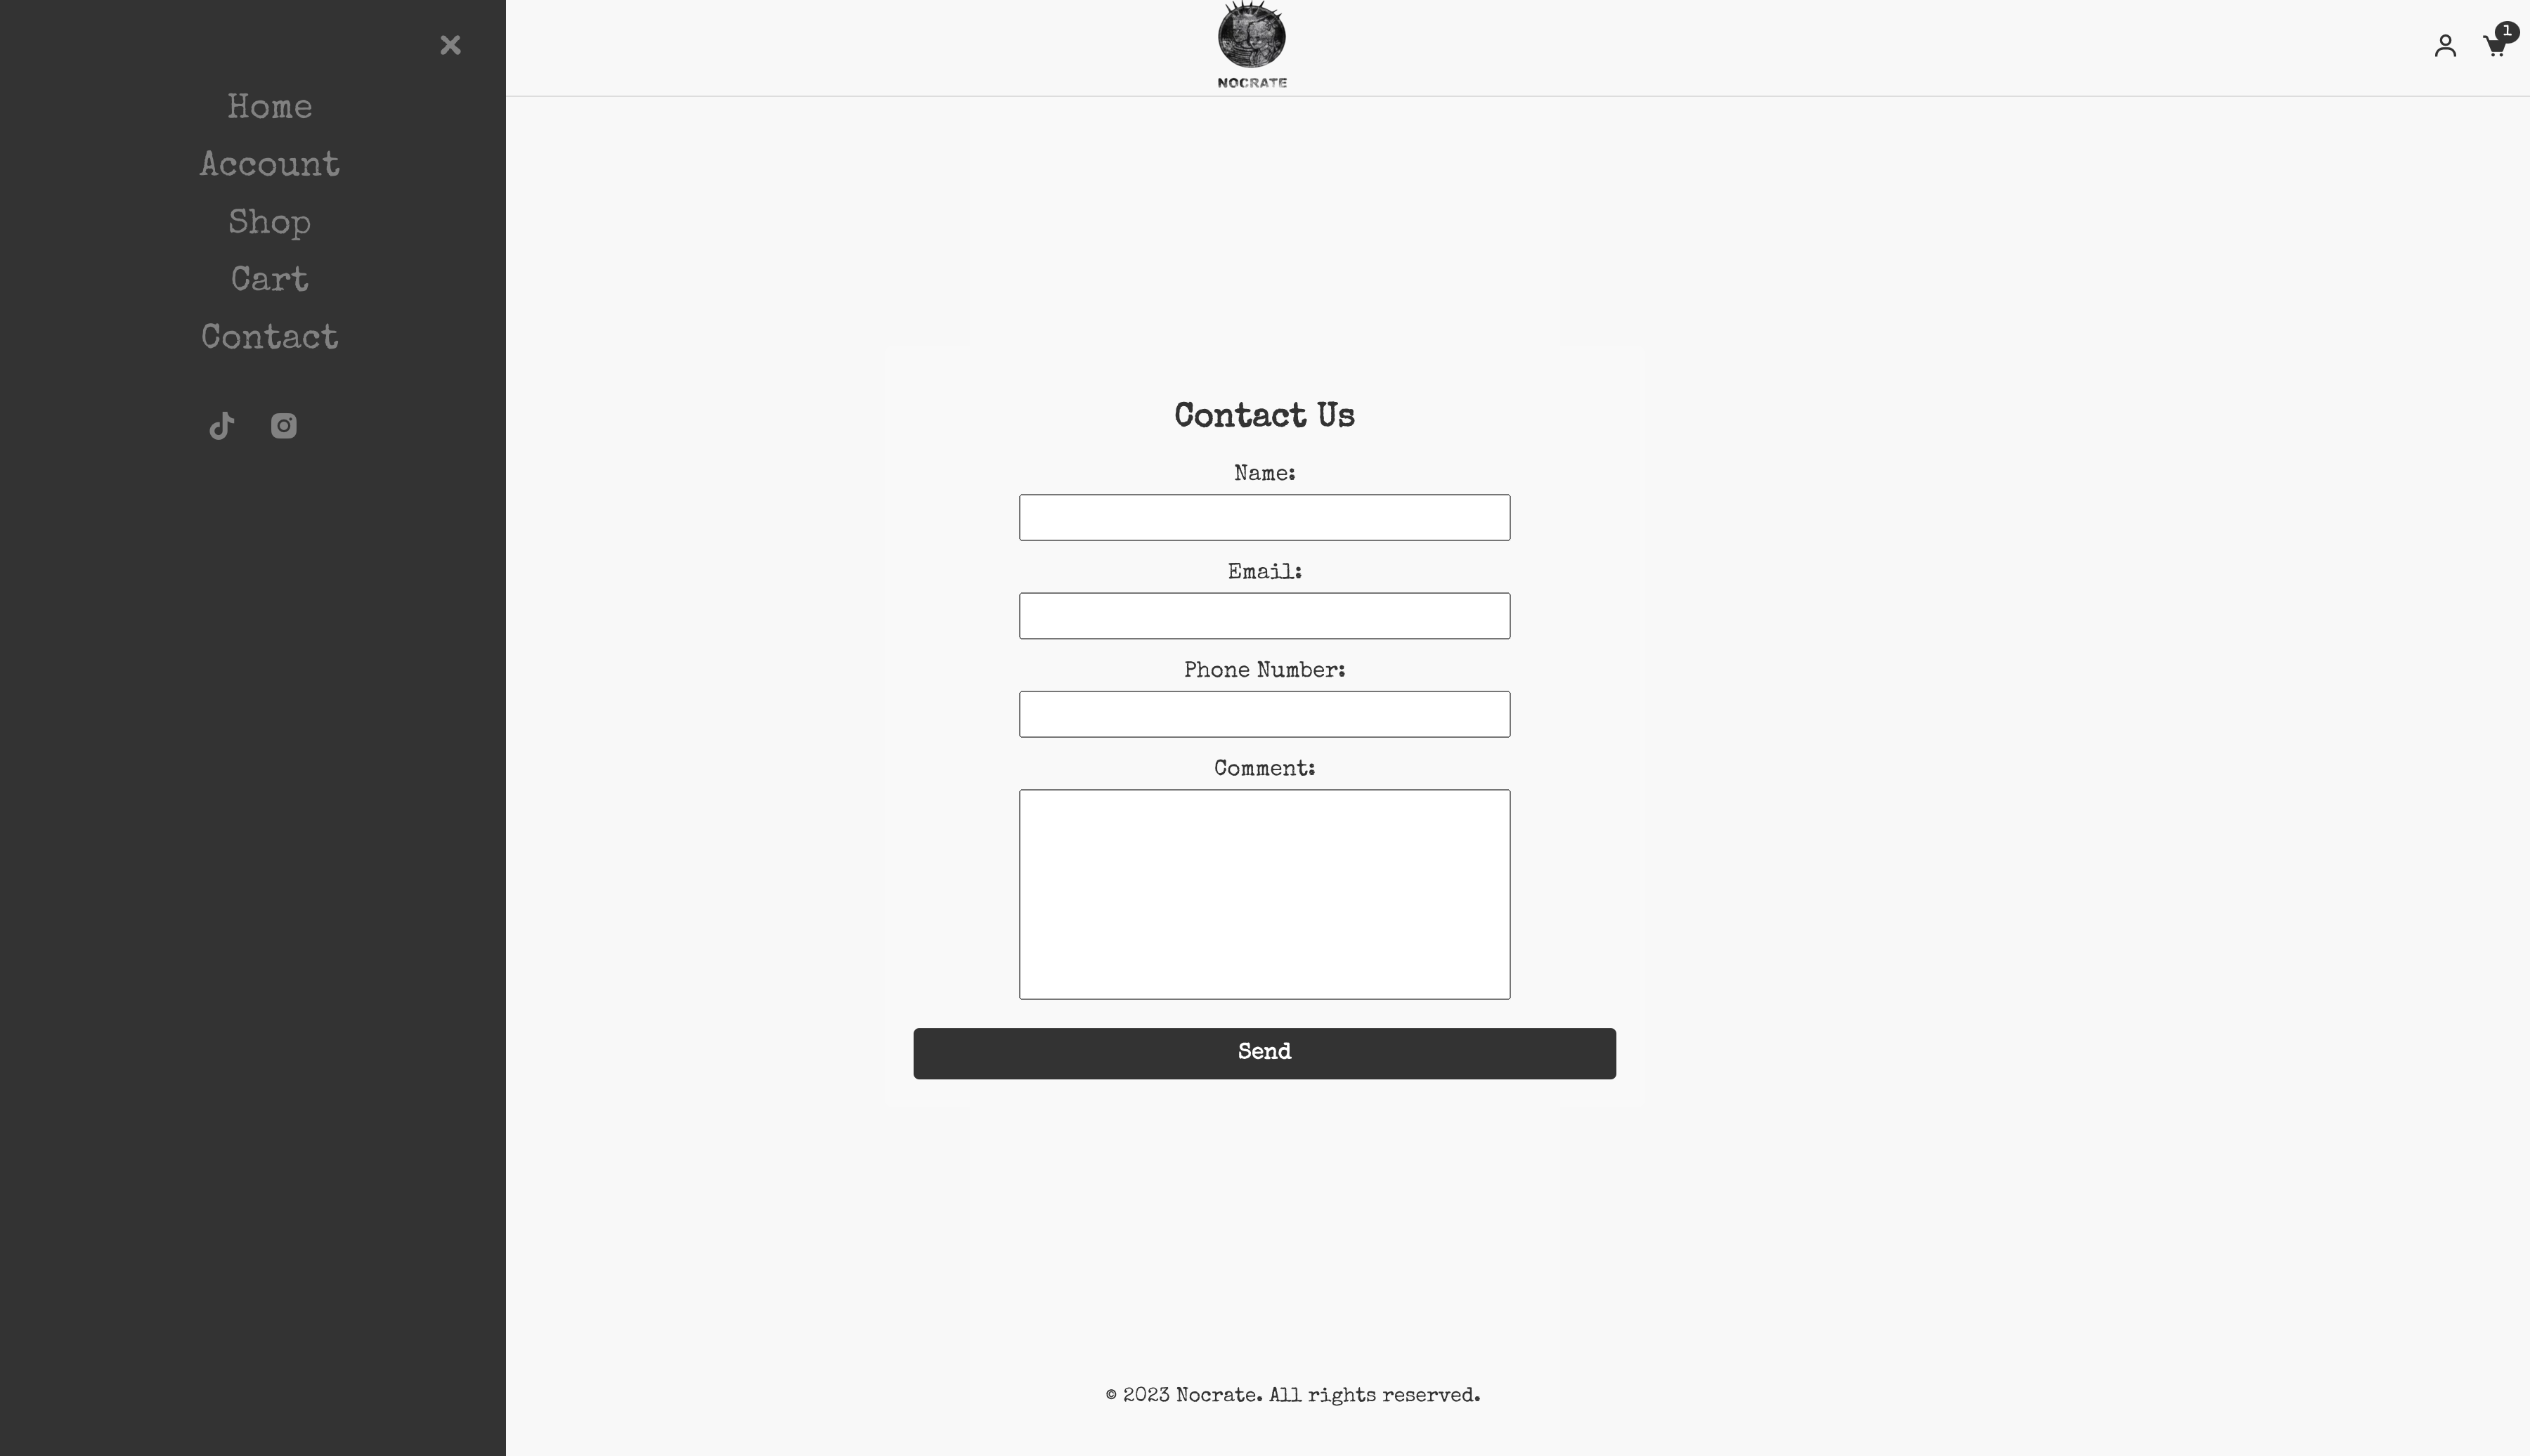 Home
Account
Shop
Cart
Contact
NOCRATE
1
Contact Us
Name:
Email:
Phone Number:
Comment:
Send
© 2023 Nocrate. All rights reserved.